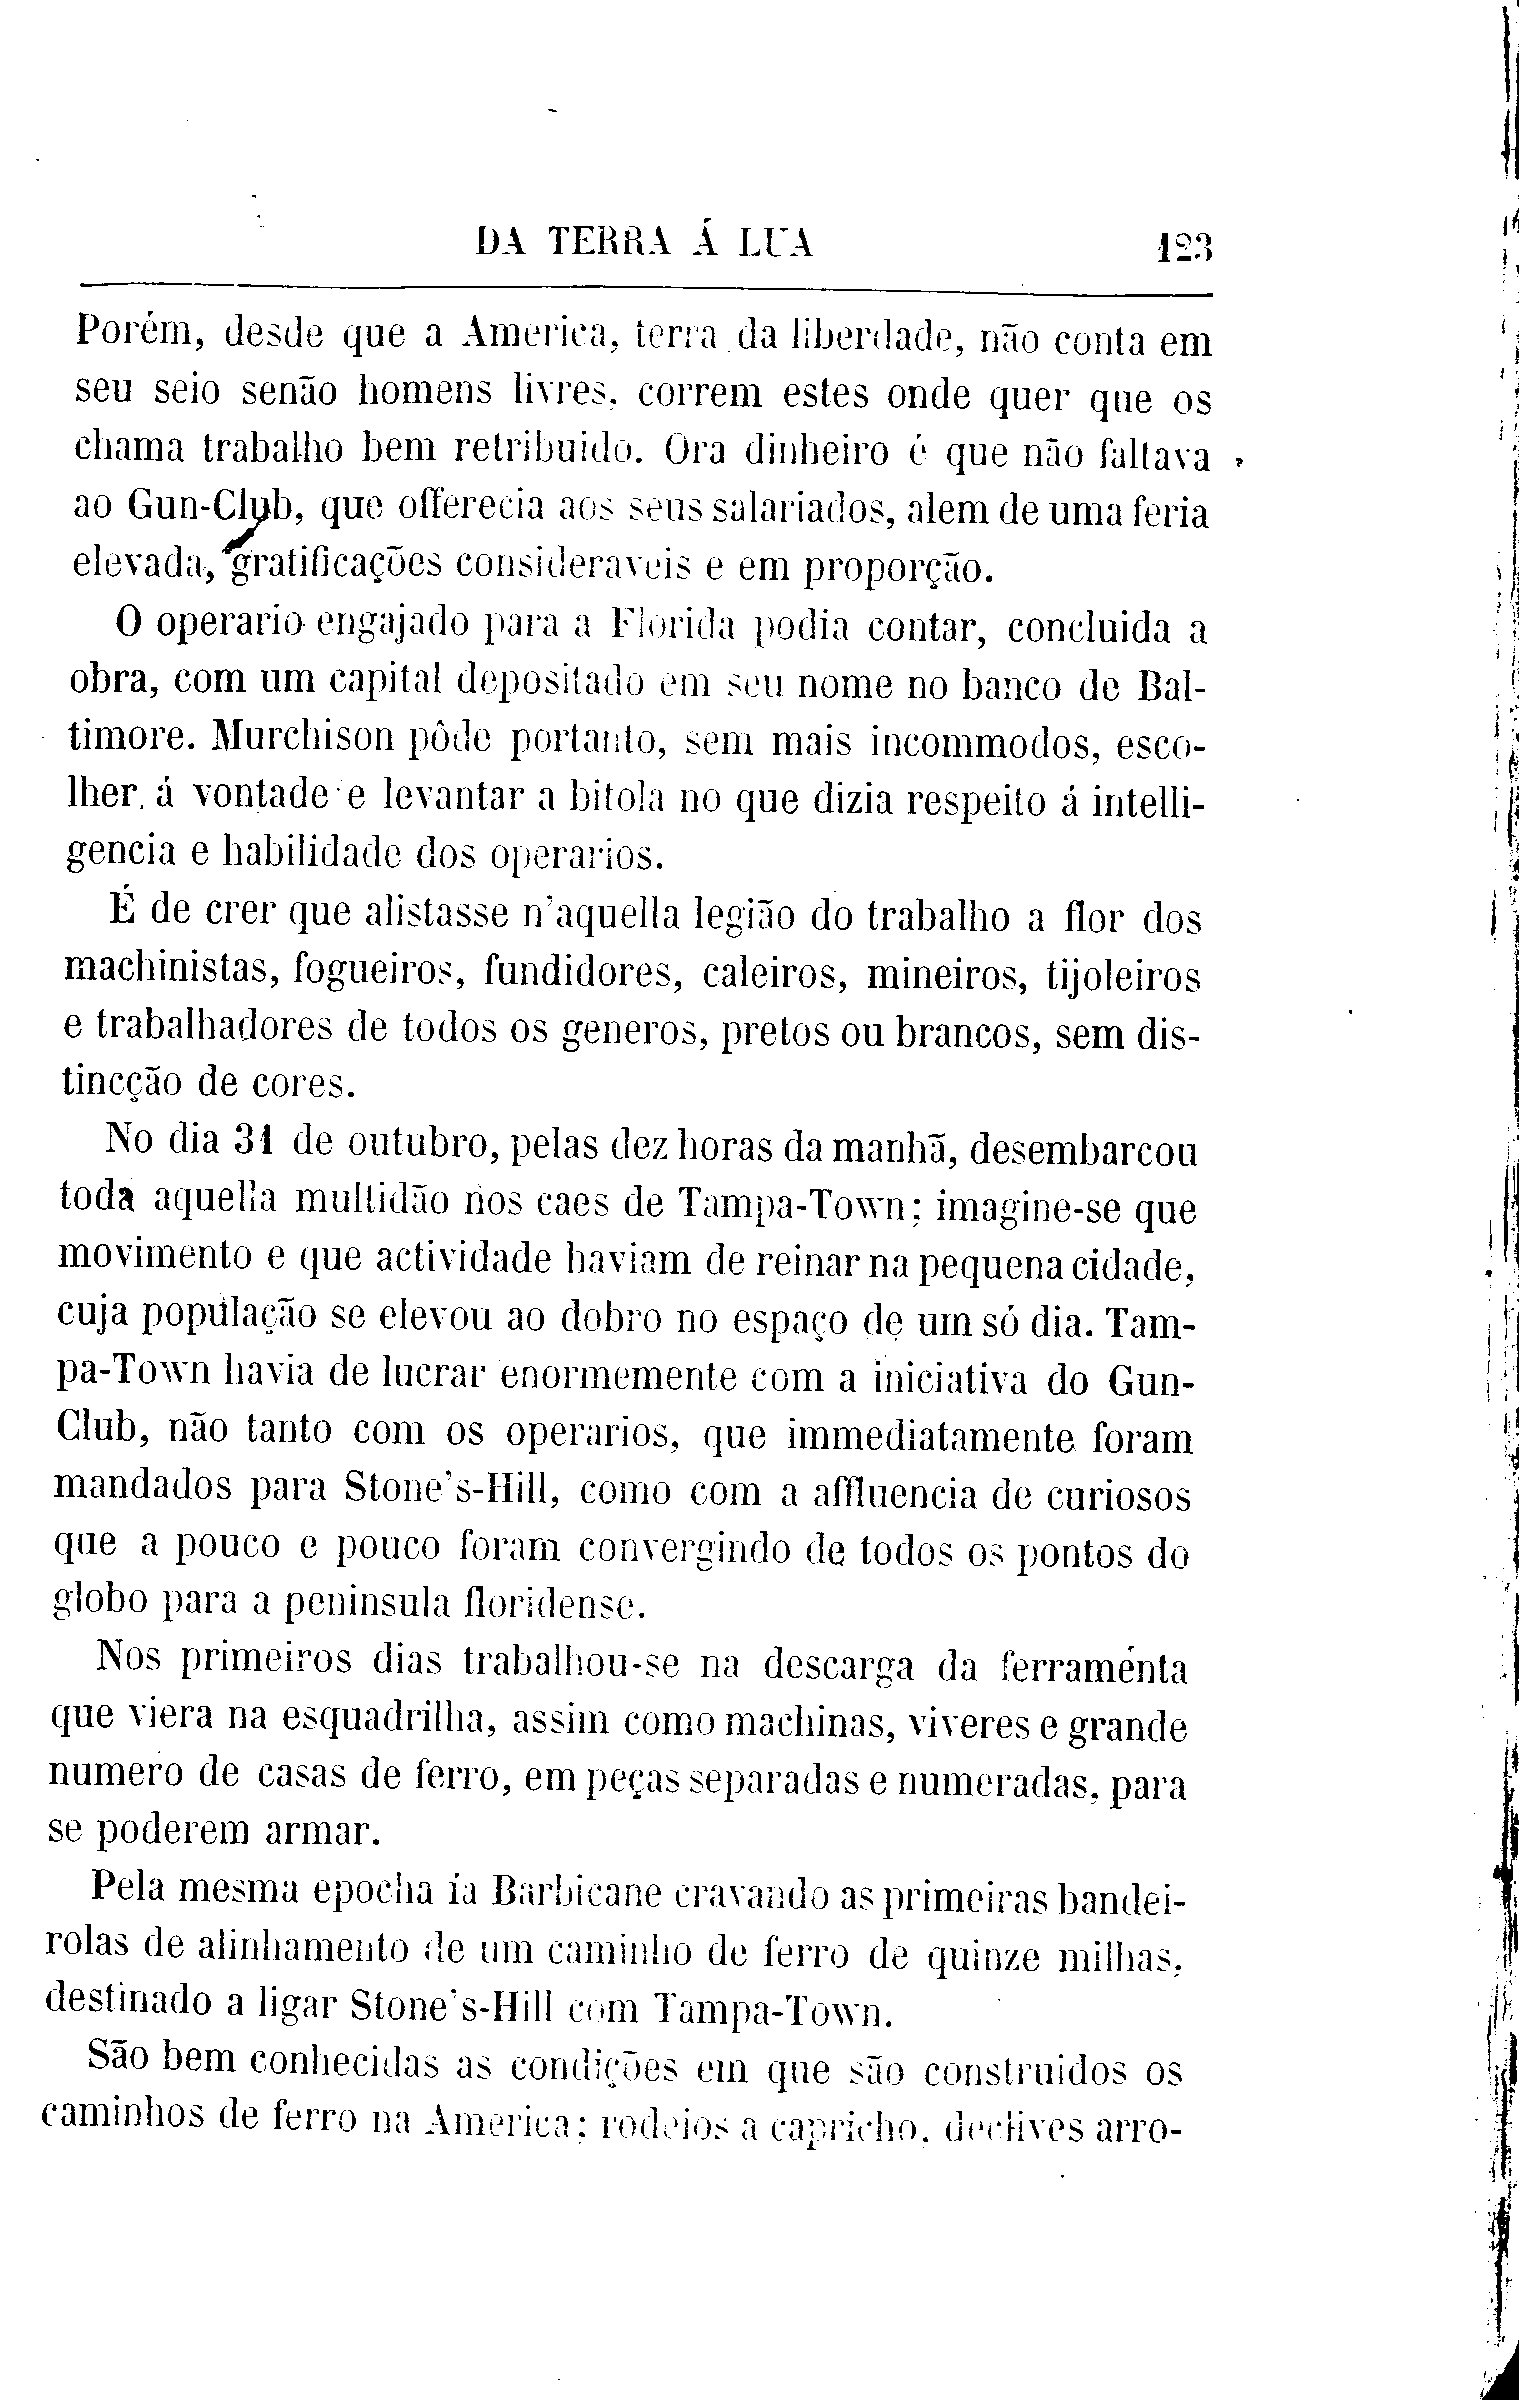 DA TERRA Á LUA 123
Porém, desde que a America, terra da liberdade, não conta em
seu seio senão homens livres, correm estes onde quer que os
chama trabalho bem retribuido. Ora dinheiro é que não faltava
ao Gun-Club, que offerecia aos seus salariados, alem de uma feria
elevada, gratificações consideraveis e em proporção.
O operario engajado para a Florida podia contar, concluida a
obra, com um capital depositado em seu nome no banco de Bal-
timore. Murchison pôde portanto, sem mais incommodos, esco-
lher, á vontade e levantar a bitola no que dizia respeito á intelli-
gencia e habilidade dos operarios.
É de crer que alistasse n'aquella legião do trabalho a flor dos
machinistas, fogueiros, fundidores, caleiros, mineiros, tijoleiros
e trabalhadores de todos os generos, pretos ou brancos, sem dis-
tincção de cores.
No dia 31 de outubro, pelas dez horas da manhã, desembarcou
toda aquella multidão nos caes de Tampa-Town; imagine-se que
movimento e que actividade haviam de reinar na pequena cidade,
cuja população se elevou ao dobro no espaço de um só dia. Tam-
pa-Town havia de lucrar enormemente com a iniciativa do Gun-
Club, não tanto com os operarios, que immediatamente foram
mandados para Stone's-Hill, como com a affluencia de curiosos
que a pouco e pouco foram convergindo de todos os pontos do
globo para a peninsula floridense.
Nos primeiros dias trabalhou-se na descarga da ferramenta
que viera na esquadrilha, assim como machinas, viveres e grande
numero de casas de ferro, em peças separadas e numeradas, para
se poderem armar.
Pela mesma epocha ia Barbicane cravando as primeiras bandei-
rolas de alinhamento de um caminho de ferro de quinze milhas,
destinado a ligar Stone's-Hill com Tampa-Town.
São bem conhecidas as condições em que são construidos os
caminhos de ferro na America; rodeios a capricho, declives arro-